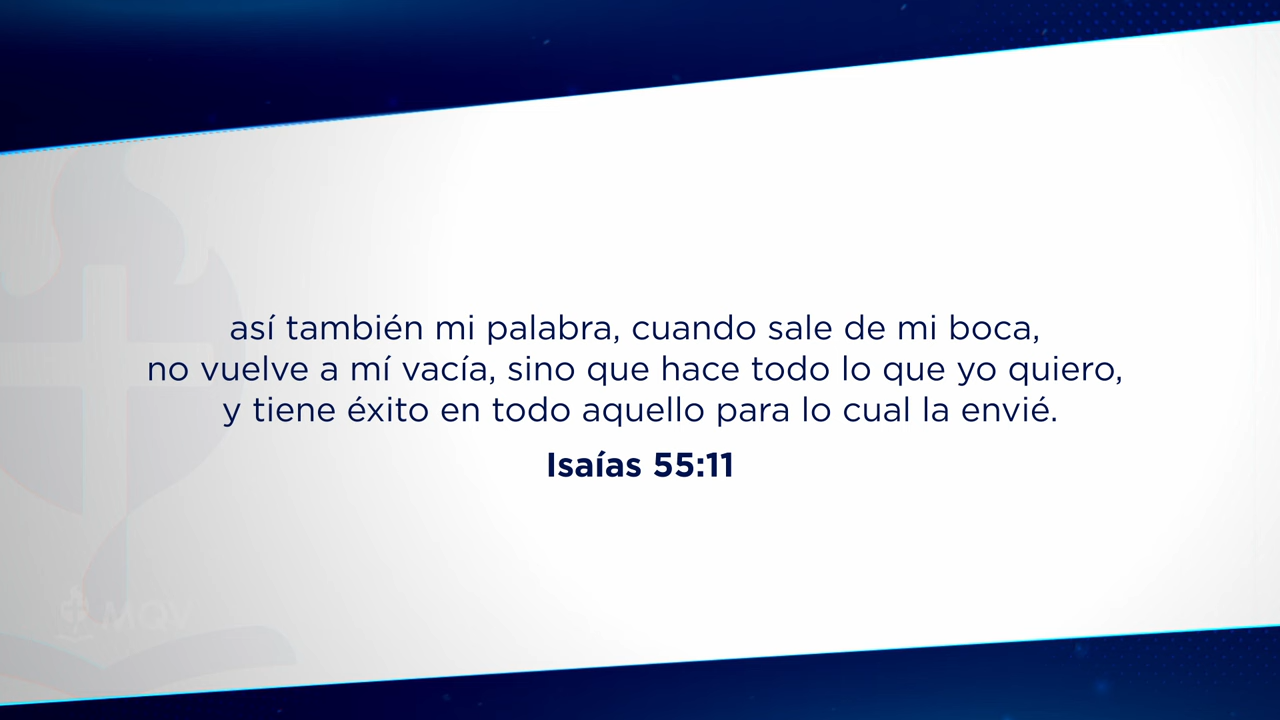 así también mi palabra, cuando sale de mi boca,
no vuelve a mí vacía, sino que hace todo lo que yo quiero,
y tiene éxito en todo aquello para lo cual la envié.
Isaías 55:11
MQV